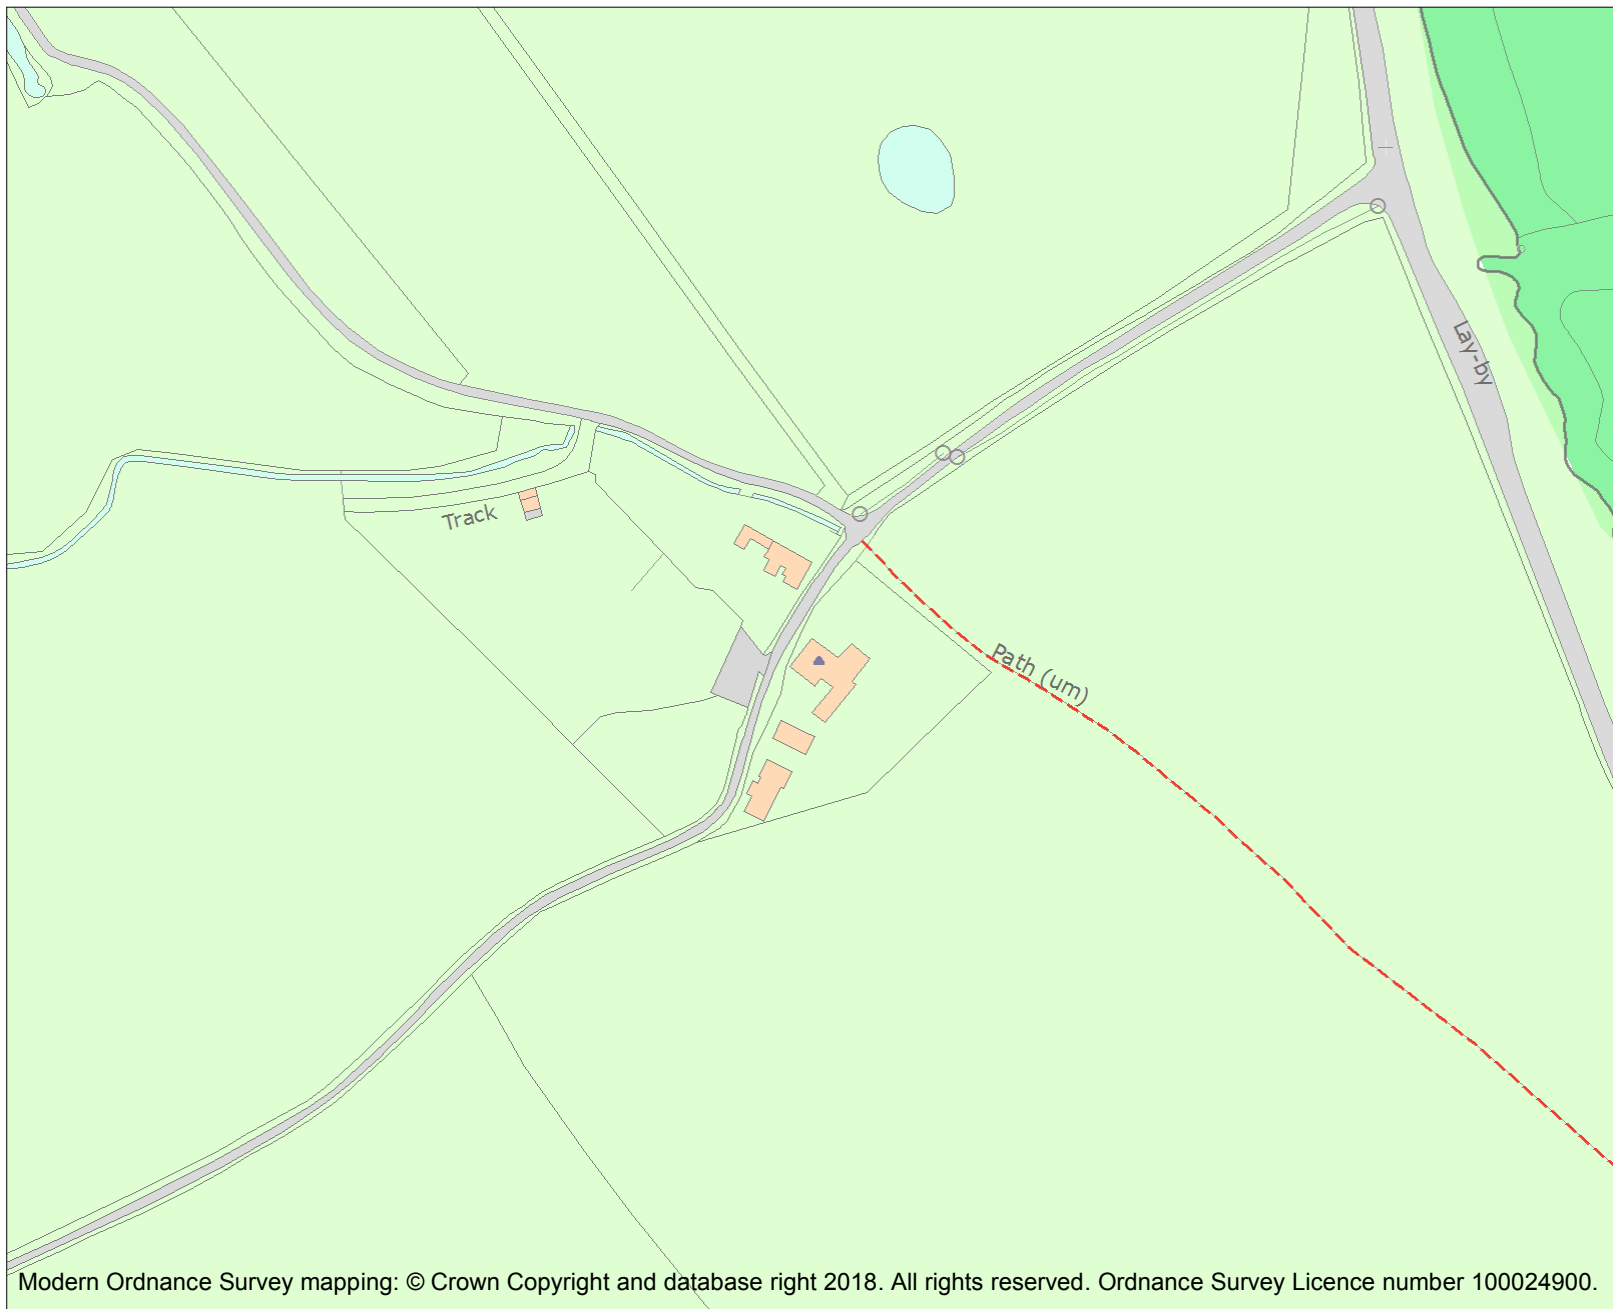 Lay-by
Track
Path (um)
Modern Ordnance Survey mapping: © Crown Copyright and database right 2018. All rights reserved. Ordnance Survey Licence number 100024900.